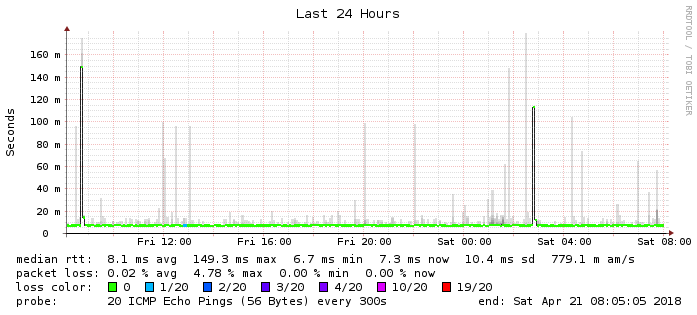 Last 24 Hours
RRDTOOL / TOBI OETIKER
Seconds
160 m
140 m
120 m
100 m
80 m
60 m
40 m
20 m
0
Fri 12:00 Fri 16:00 Fri 20:00 Sat 00:00 Sat 04:00 Sat 08:00
median rtt: 8.1 ms avg 149.3 ms max 6.7 ms min 7.3 ms now 10.4 ms sd 779.1 m am/s
packet loss: 0.02 % avg 4.78 % max 0.00 % min 0.00 % now
loss color: 0 1/20 2/20 3/20 4/20 10/20 19/20
probe: 20 ICMP Echo Pings (56 Bytes) every 300s end: Sat Apr 21 08:05:05 2018